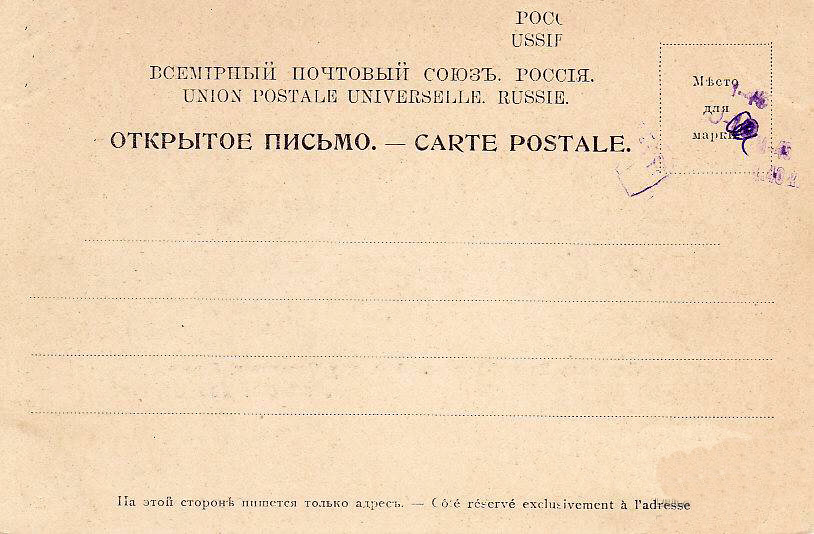 РОСС
USSIE
ВСЕМІРНЫЙ ПОЧТОВЫЙ СОЮЗЪ. РОССІЯ.
UNION POSTALE UNIVERSELLE. RUSSIE.
ОТКРЫТОЕ ПИСЬМО. — CARTE POSTALE.
Мѣсто
для
марки
На этой сторонѣ пишется только адресъ. — Côté réservé exclusivement à l'adresse